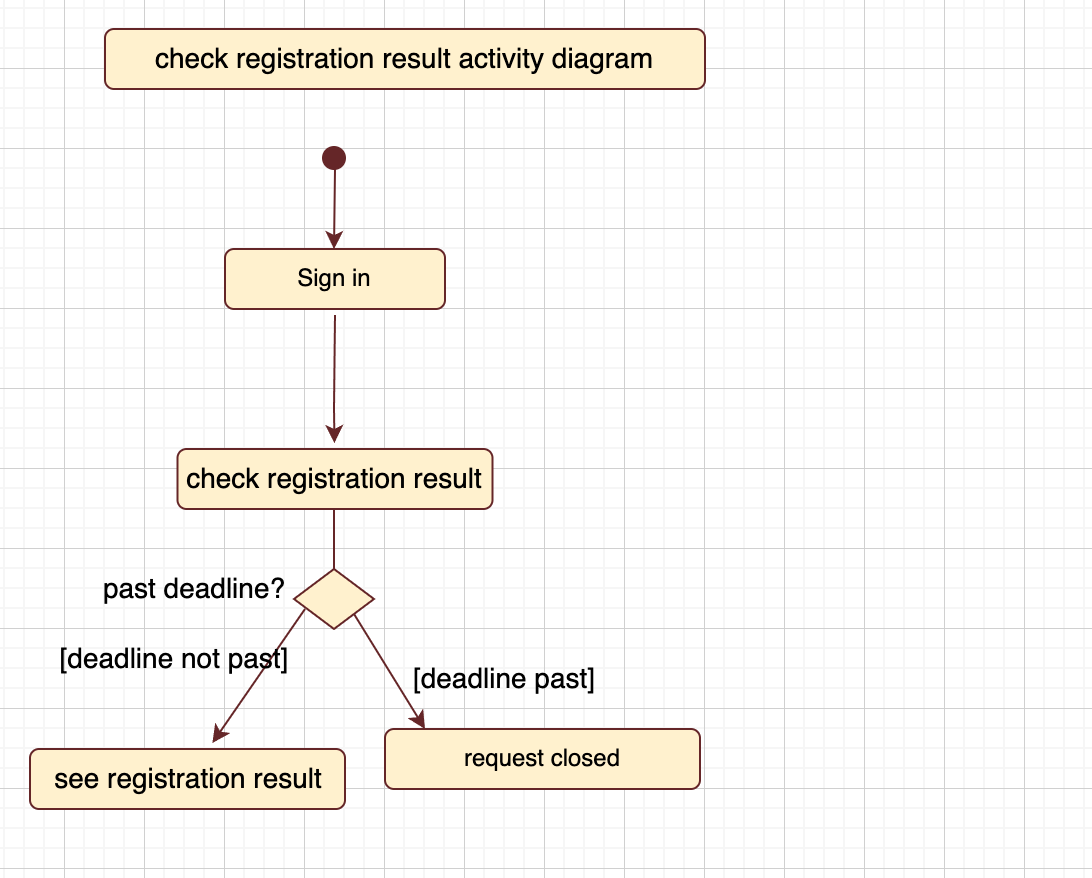 check registration result activity diagram
Sign in
check registration result
past deadline?
[deadline not past]
[deadline past]
request closed
see registration result